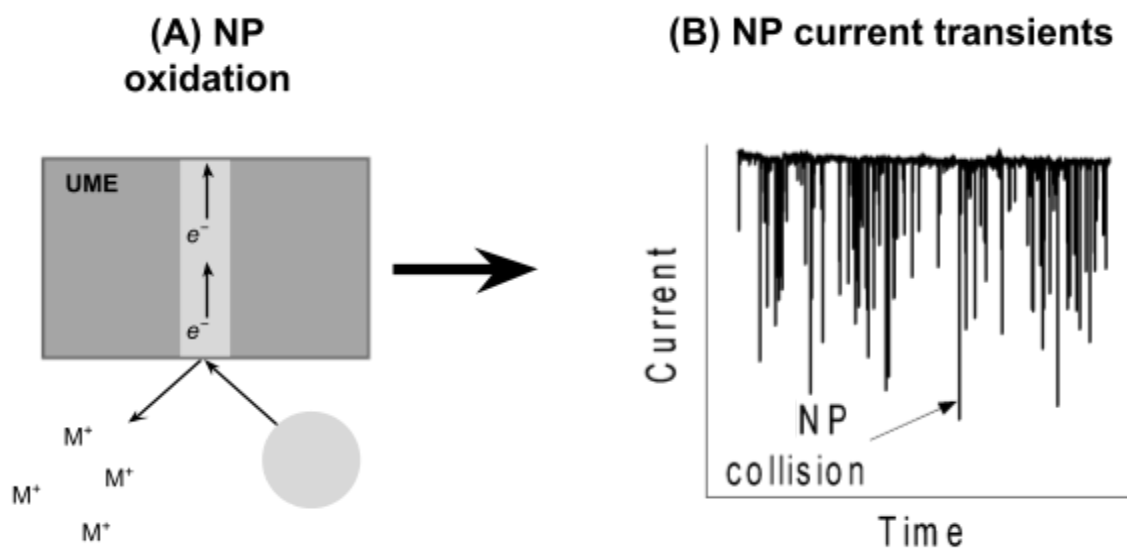 (A) NP
oxidation
(B) NP current transients
UME
e⁻
e⁻
M⁺
M⁺
M⁺
M⁺
Current
NP
collision
Time